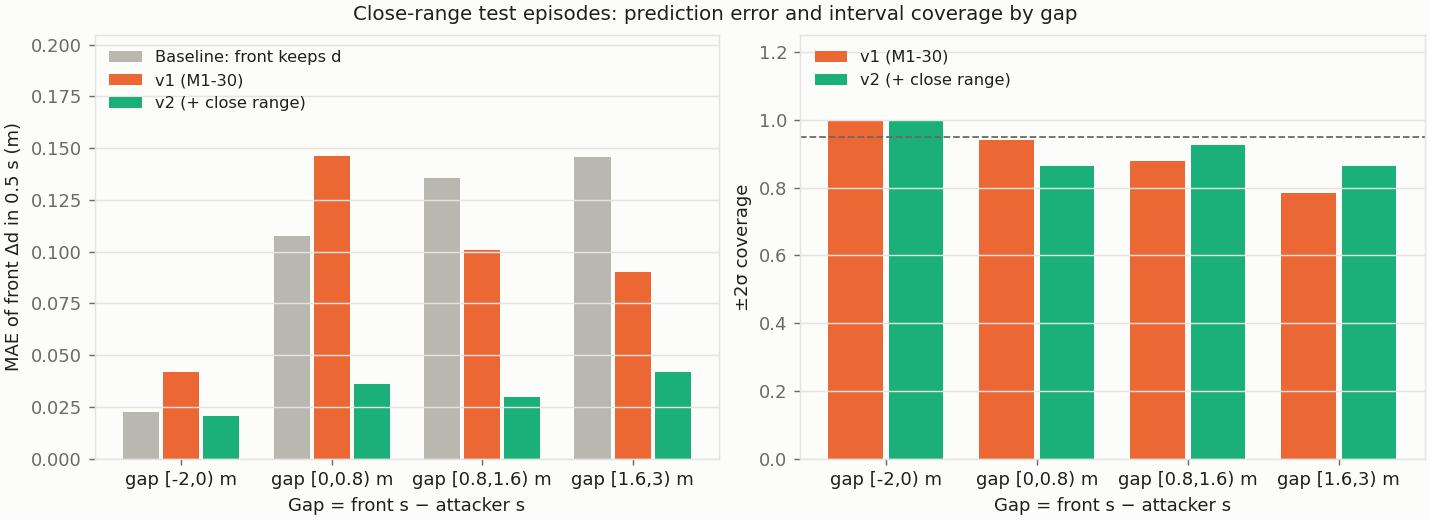 Close-range test episodes: prediction error and interval coverage by gap
MAE of front Δd in 0.5 s (m)
0.200
0.175
0.150
0.125
0.100
0.075
0.050
0.025
0.000
Baseline: front keeps d
v1 (M1-30)
v2 (+ close range)
gap [-2,0) m
gap [0,0.8) m
gap [0.8,1.6) m
gap [1.6,3) m
Gap = front s − attacker s
±2σ coverage
1.2
1.0
0.8
0.6
0.4
0.2
0.0
v1 (M1-30)
v2 (+ close range)
gap [-2,0) m
gap [0,0.8) m
gap [0.8,1.6) m
gap [1.6,3) m
Gap = front s − attacker s